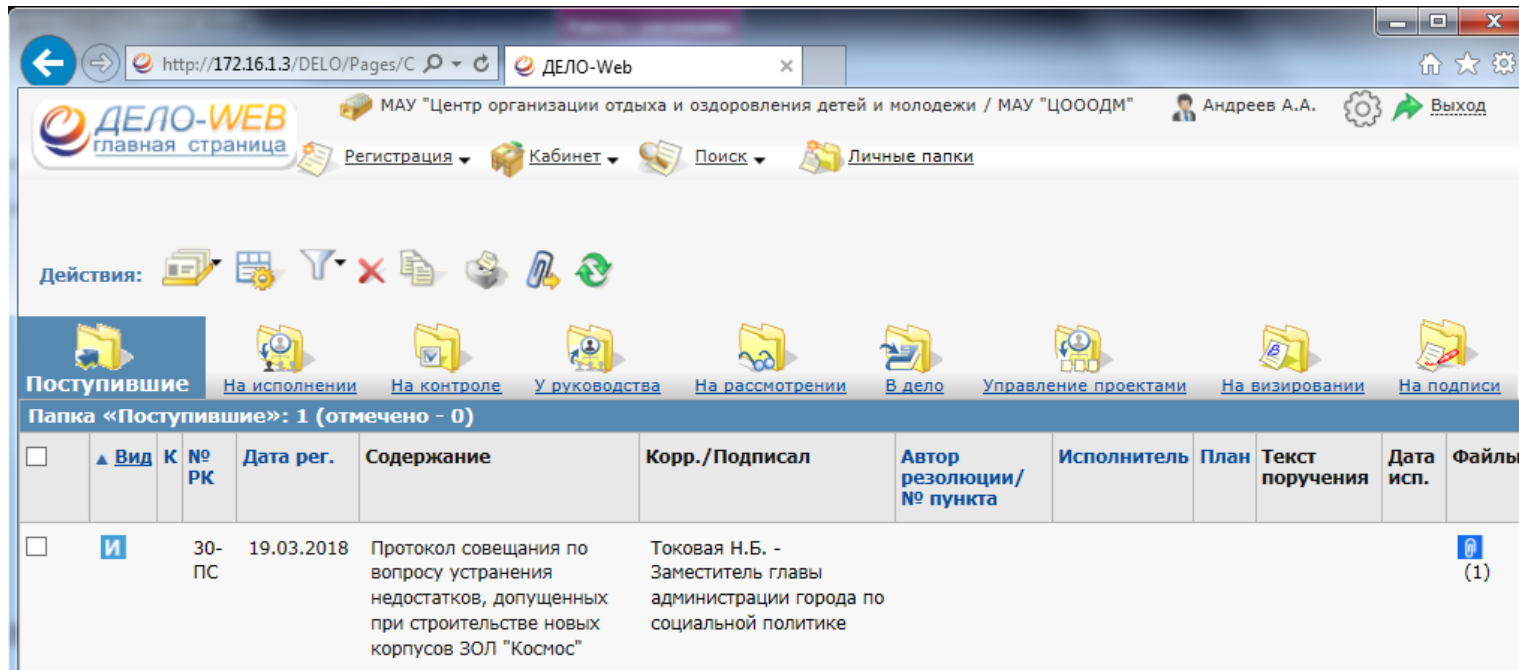 http://172.16.1.3/DELO/Pages/C
ДЕЛО-Web
ДЕЛО-WEB
главная страница
МАУ "Центр организации отдыха и оздоровления детей и молодежи / МАУ "ЦОООДМ"
Андреев А.А.
Выход
Регистрация
Кабинет
Поиск
Личные папки
Действия:
Поступившие
На исполнении
На контроле
У руководства
На рассмотрении
В дело
Управление проектами
На визировании
На подписи
Папка «Поступившие»: 1 (отмечено - 0)
Вид
К
№
РК
Дата рег.
Содержание
Корр./Подписал
Автор
резолюции/
№ пункта
Исполнитель
План
Текст
поручения
Дата
исп.
Файлы
И
30-
ПС
19.03.2018
Протокол совещания по
вопросу устранения
недостатков, допущенных
при строительстве новых
корпусов ЗОЛ "Космос"
Токовая Н.Б. -
Заместитель главы
администрации города по
социальной политике
(1)